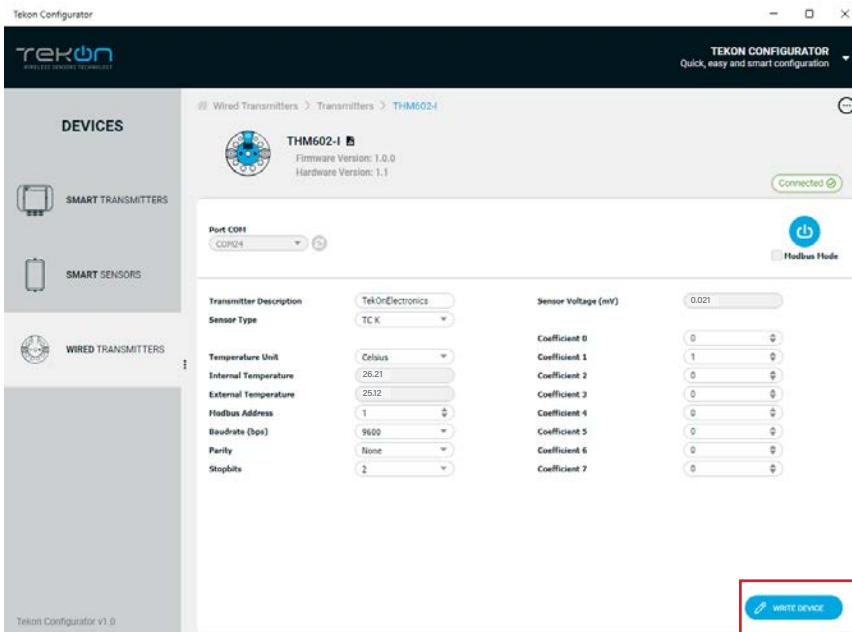 Tekon Configurator
TEKON
WIRELESS SENSORS TECHNOLOGY
TEKON CONFIGURATOR
Quick, easy and smart configuration
DEVICES
SMART TRANSMITTERS
SMART SENSORS
WIRED TRANSMITTERS
Tekon Configurator v1.0
Wired Transmitters > Transmitters > THM602-I
THM602-I
Firmware Version: 1.0.0
Hardware Version: 1.1
Connected
Port COM
COM24
Modbus Mode
Transmitter Description TekOnElectronics
Sensor Type TC K
Temperature Unit Celsius
Internal Temperature 26.21
External Temperature 25.12
Modbus Address 1
Baudrate (bps) 9600
Parity None
Stopbits 2
Sensor Voltage (mV) 0.021
Coefficient 0 0
Coefficient 1 1
Coefficient 2 0
Coefficient 3 0
Coefficient 4 0
Coefficient 5 0
Coefficient 6 0
Coefficient 7 0
WRITE DEVICE